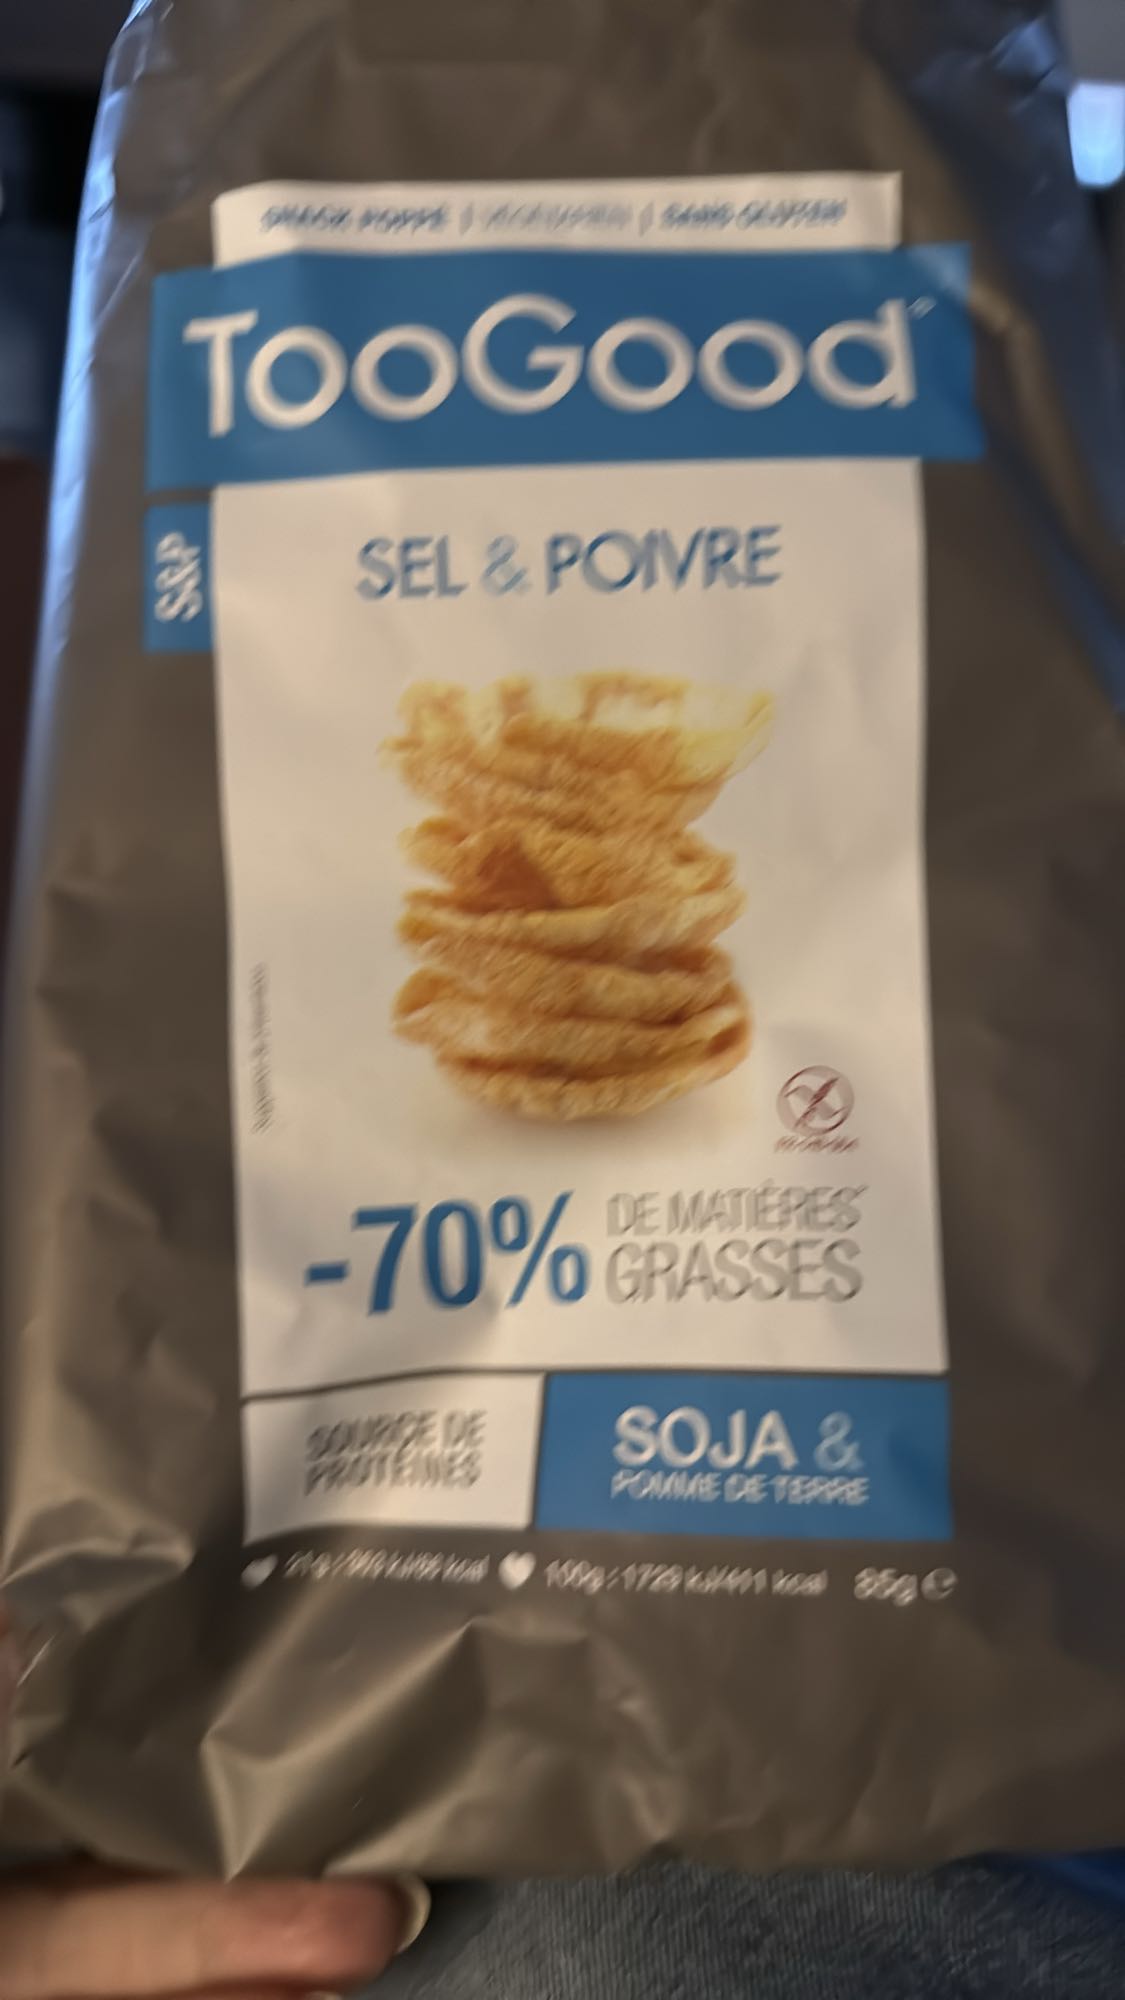 SNACK POPPÉ | VÉGÉTARIEN | SANS GLUTEN
TooGood
S&P
SEL & POIVRE
-70% DE MATIÈRES
GRASSES
SOURCE DE
PROTÉINES
SOJA &
POMME DE TERRE
100g : 1729 kJ/411 kcal
85g e